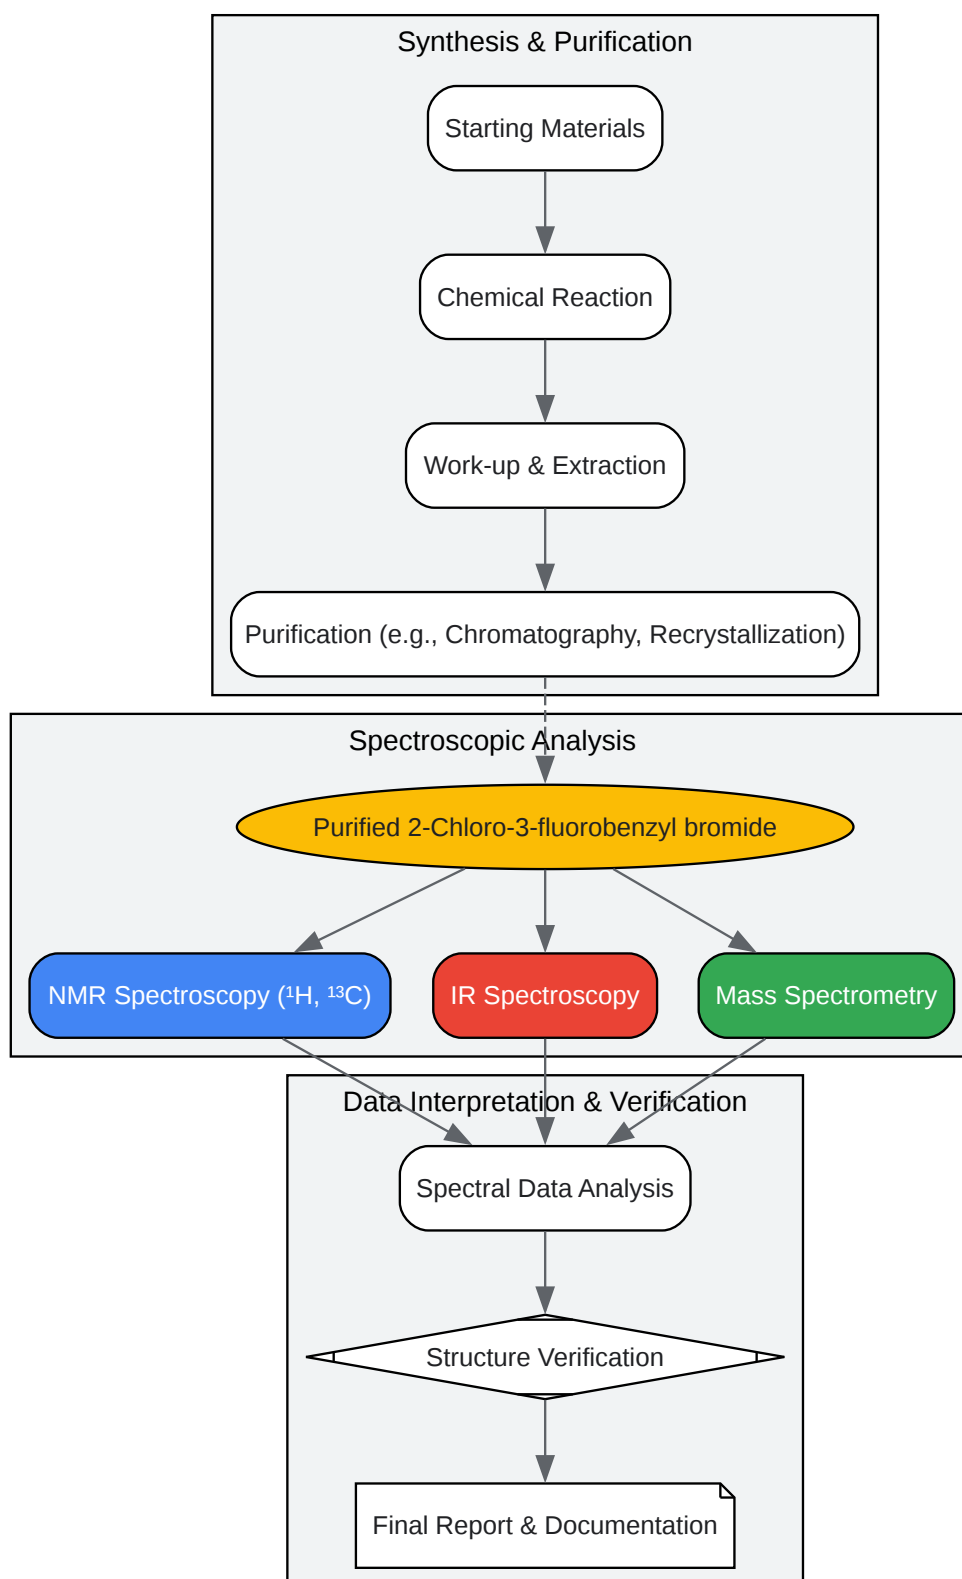 Synthesis & Purification
Starting Materials
Chemical Reaction
Work-up & Extraction
Purification (e.g., Chromatography, Recrystallization)
Spectroscopic Analysis
Purified 2-Chloro-3-fluorobenzyl bromide
NMR Spectroscopy (¹H, ¹³C)
IR Spectroscopy
Mass Spectrometry
Data Interpretation & Verification
Spectral Data Analysis
Structure Verification
Final Report & Documentation